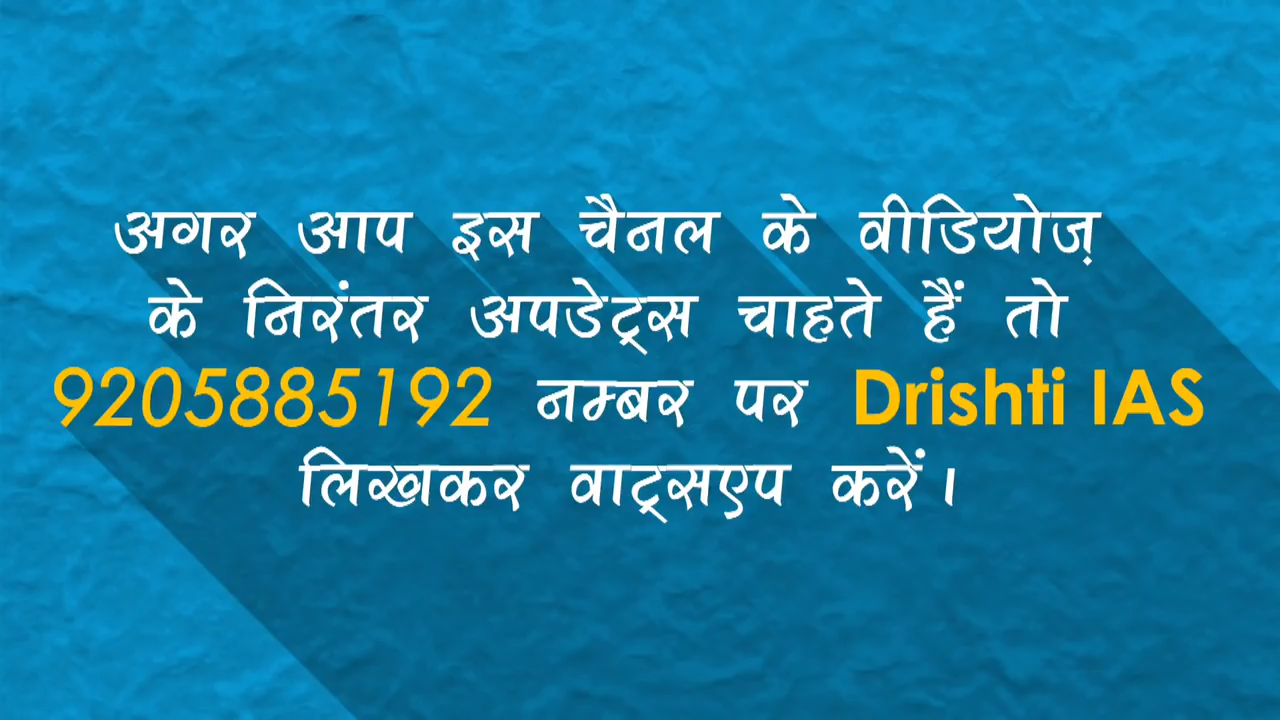 अगर आप इस चैनल के वीडियोज़
के निरंतर अपडेट्स चाहते हैं तो
9205885192 नम्बर पर Drishti IAS
लिखकर वाट्सएप करें।